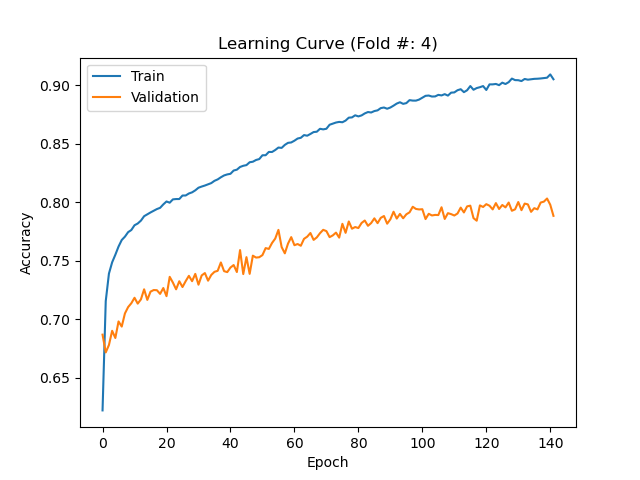 Learning Curve (Fold #: 4)
Train
Validation
0.90
0.85
0.80
0.75
0.70
0.65
Accuracy
0 20 40 60 80 100 120 140
Epoch